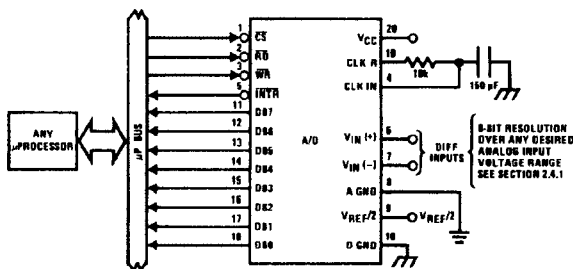 ANY
µPROCESSOR
µP BUS
1 CS
2 RD
3 WR
5 INTR
11 DB7
12 DB6
13 DB5
14 DB4
15 DB3
16 DB2
17 DB1
18 DB0
A/D
VCC 20
CLK R 19
10k
CLK IN 4
150 pF
VIN(+) 6
VIN(–) 7
DIFF
INPUTS
8-BIT RESOLUTION
OVER ANY DESIRED
ANALOG INPUT
VOLTAGE RANGE
SEE SECTION 2.4.1
A GND 8
VREF/2 9 VREF/2
D GND 10